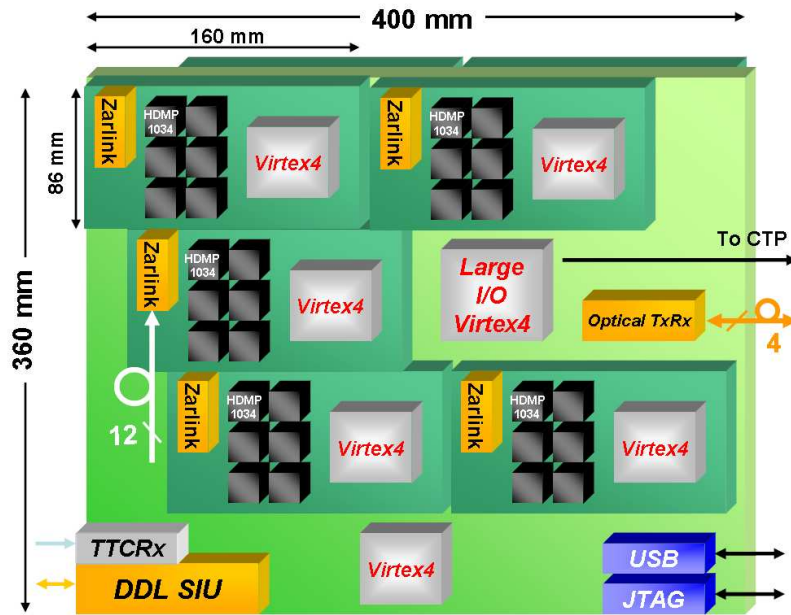 400 mm
160 mm
86 mm
360 mm
Zarlink
HDMP
1034
Virtex4
Zarlink
HDMP
1034
Virtex4
Zarlink
HDMP
1034
Virtex4
Large
I/O
Virtex4
To CTP
Optical TxRx
4
12
Zarlink
HDMP
1034
Virtex4
Zarlink
HDMP
1034
Virtex4
TTCRx
DDL SIU
Virtex4
USB
JTAG